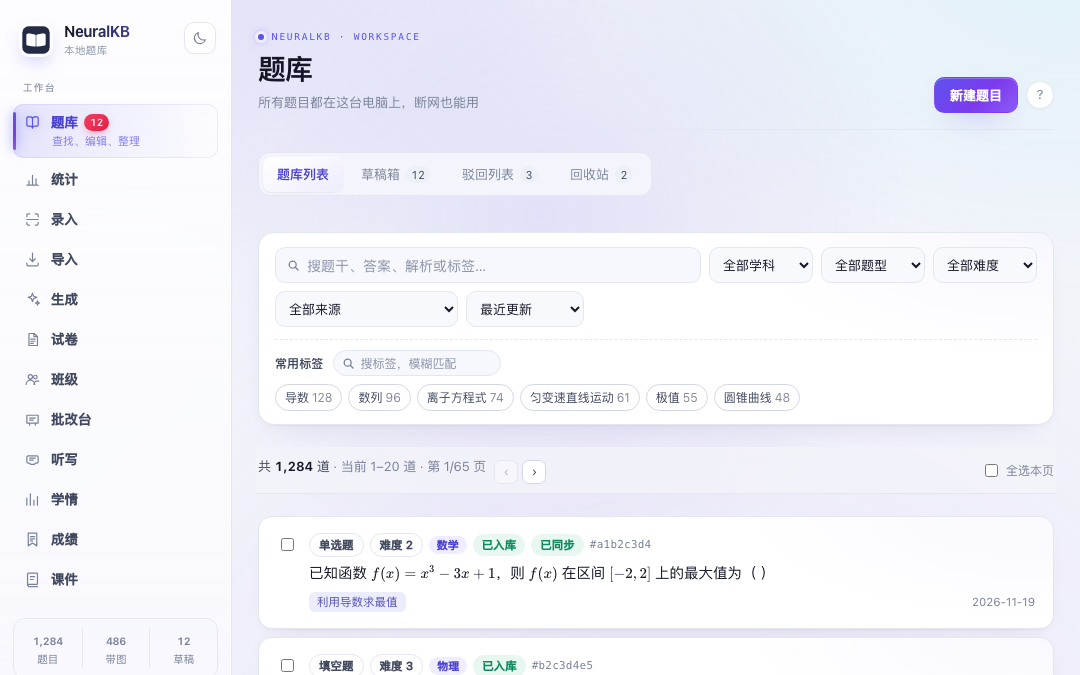 NeuralKB
本地题库
工作台
题库 12
查找、编辑、整理
统计
录入
导入
生成
试卷
班级
批改台
听写
学情
成绩
课件
1,284 486 12
题目 带图 草稿
NEURALKB · WORKSPACE
题库
所有题目都在这台电脑上，断网也能用
新建题目 ?
题库列表 草稿箱 12 驳回列表 3 回收站 2
搜题干、答案、解析或标签... 全部学科 全部题型 全部难度
全部来源 最近更新
常用标签 搜标签，模糊匹配
导数 128 数列 96 离子方程式 74 匀变速直线运动 61 极值 55 圆锥曲线 48
共 1,284 道 · 当前 1–20 道 · 第 1/65 页 ‹ › 全选本页
单选题 难度 2 数学 已入库 已同步 #a1b2c3d4
已知函数 f(x) = x³ − 3x + 1，则 f(x) 在区间 [−2, 2] 上的最大值为（ ）
利用导数求最值 2026-11-19
填空题 难度 3 物理 已入库 #b2c3d4e5